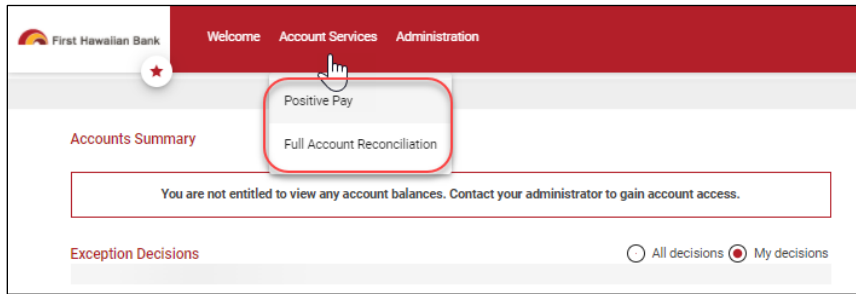 First Hawaiian Bank
Welcome Account Services Administration
Positive Pay
Full Account Reconciliation
Accounts Summary
You are not entitled to view any account balances. Contact your administrator to gain account access.
Exception Decisions
All decisions My decisions